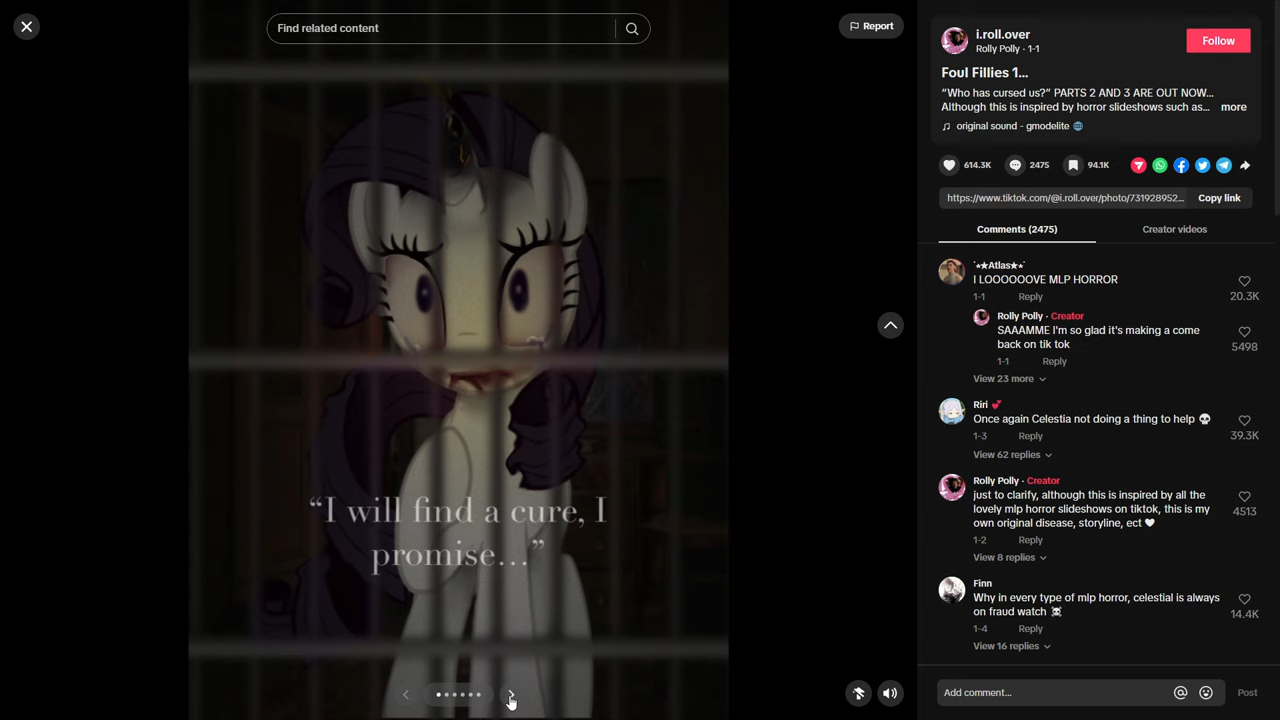 Find related content
Report
“I will find a cure, I
promise...”
i.roll.over
Rolly Polly · 1-1
Follow
Foul Fillies 1...
“Who has cursed us?” PARTS 2 AND 3 ARE OUT NOW...
Although this is inspired by horror slideshows such as... more
original sound - gmodelite
614.3K
2475
94.1K
https://www.tiktok.com/@i.roll.over/photo/731928952...
Copy link
Comments (2475)
Creator videos
˚⋆★Atlas★⋆˚
I LOOOOOOVE MLP HORROR
1-1 Reply
20.3K
Rolly Polly · Creator
SAAAMME I'm so glad it's making a come
back on tik tok
1-1 Reply
5498
View 23 more
Riri
Once again Celestia not doing a thing to help 💀
1-3 Reply
39.3K
View 62 replies
Rolly Polly · Creator
just to clarify, although this is inspired by all the
lovely mlp horror slideshows on tiktok, this is my
own original disease, storyline, ect ♥
1-2 Reply
4513
View 8 replies
Finn
Why in every type of mlp horror, celestial is always
on fraud watch ☠
1-4 Reply
14.4K
View 16 replies
Add comment...
@
Post